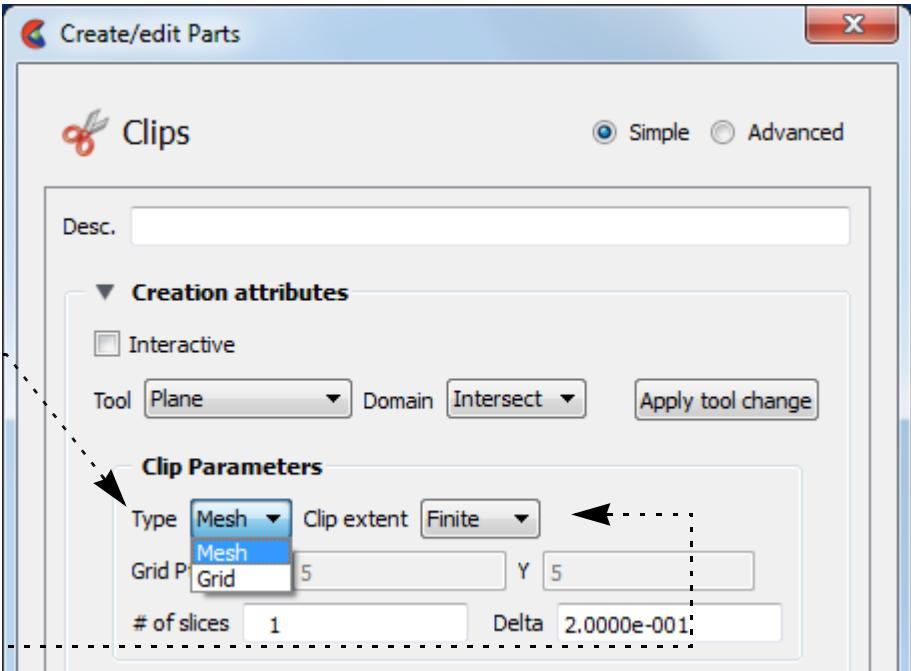 Create/edit Parts
Clips Simple Advanced
Desc.
Creation attributes
Interactive
Tool Plane Domain Intersect Apply tool change
Clip Parameters
Type Mesh Clip extent Finite
Mesh
Grid P 5 Y 5
Grid
# of slices 1 Delta 2.0000e-001